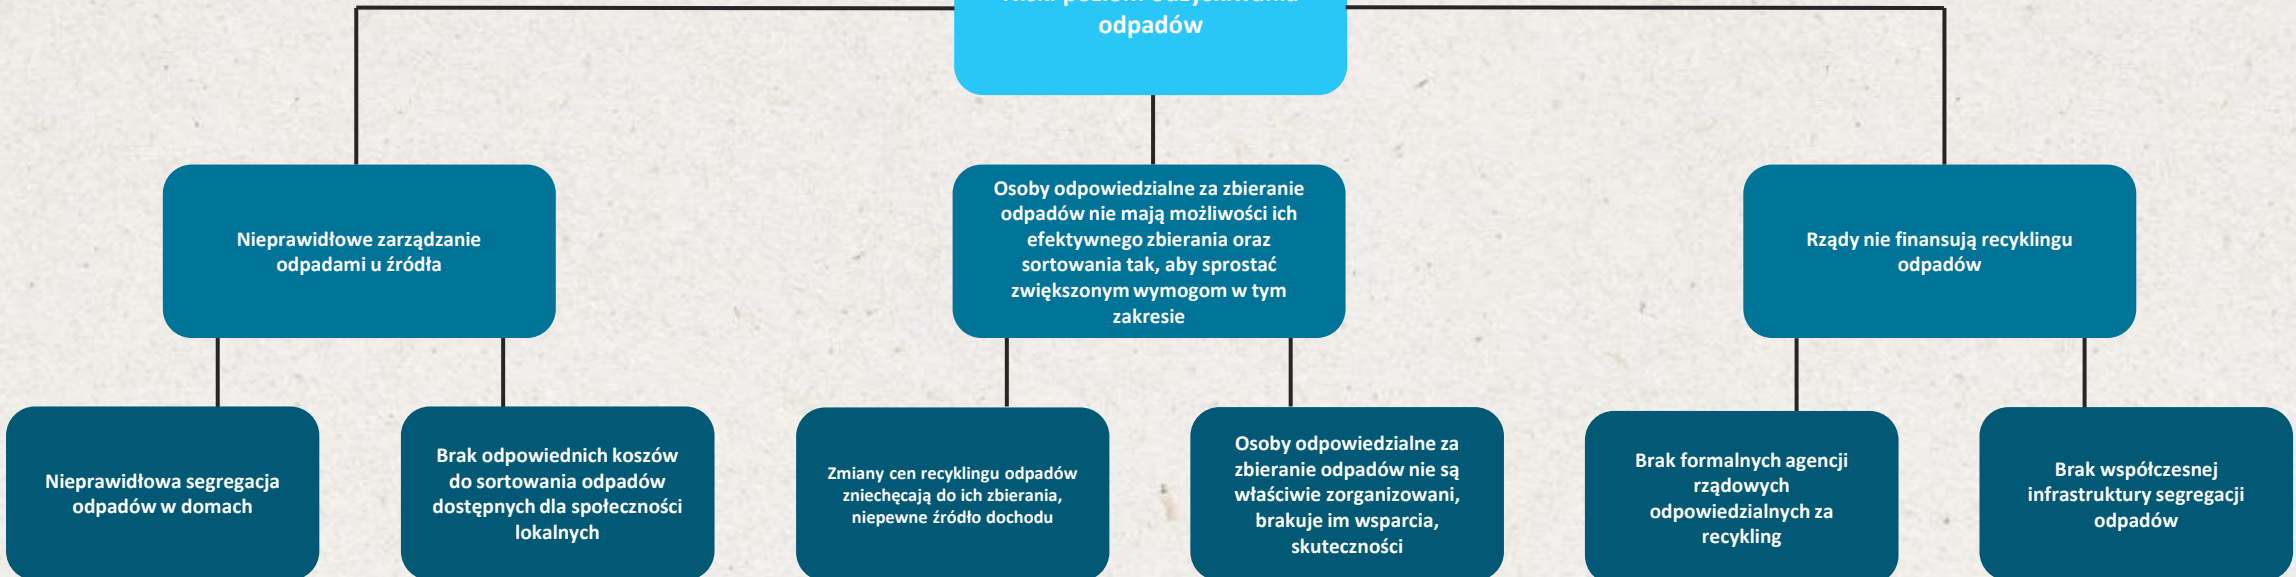 Niski poziom odzyskiwania
odpadów
Nieprawidłowe zarządzanie
odpadami u źródła
Osoby odpowiedzialne za zbieranie
odpadów nie mają możliwości ich
efektywnego zbierania oraz
sortowania tak, aby sprostać
zwiększonym wymogom w tym
zakresie
Rządy nie finansują recyklingu
odpadów
Nieprawidłowa segregacja
odpadów w domach
Brak odpowiednich koszów
do sortowania odpadów
dostępnych dla społeczności
lokalnych
Zmiany cen recyklingu odpadów
zniechęcają do ich zbierania,
niepewne źródło dochodu
Osoby odpowiedzialne za
zbieranie odpadów nie są
właściwie zorganizowani,
brakuje im wsparcia,
skuteczności
Brak formalnych agencji
rządowych
odpowiedzialnych za
recykling
Brak współczesnej
infrastruktury segregacji
odpadów